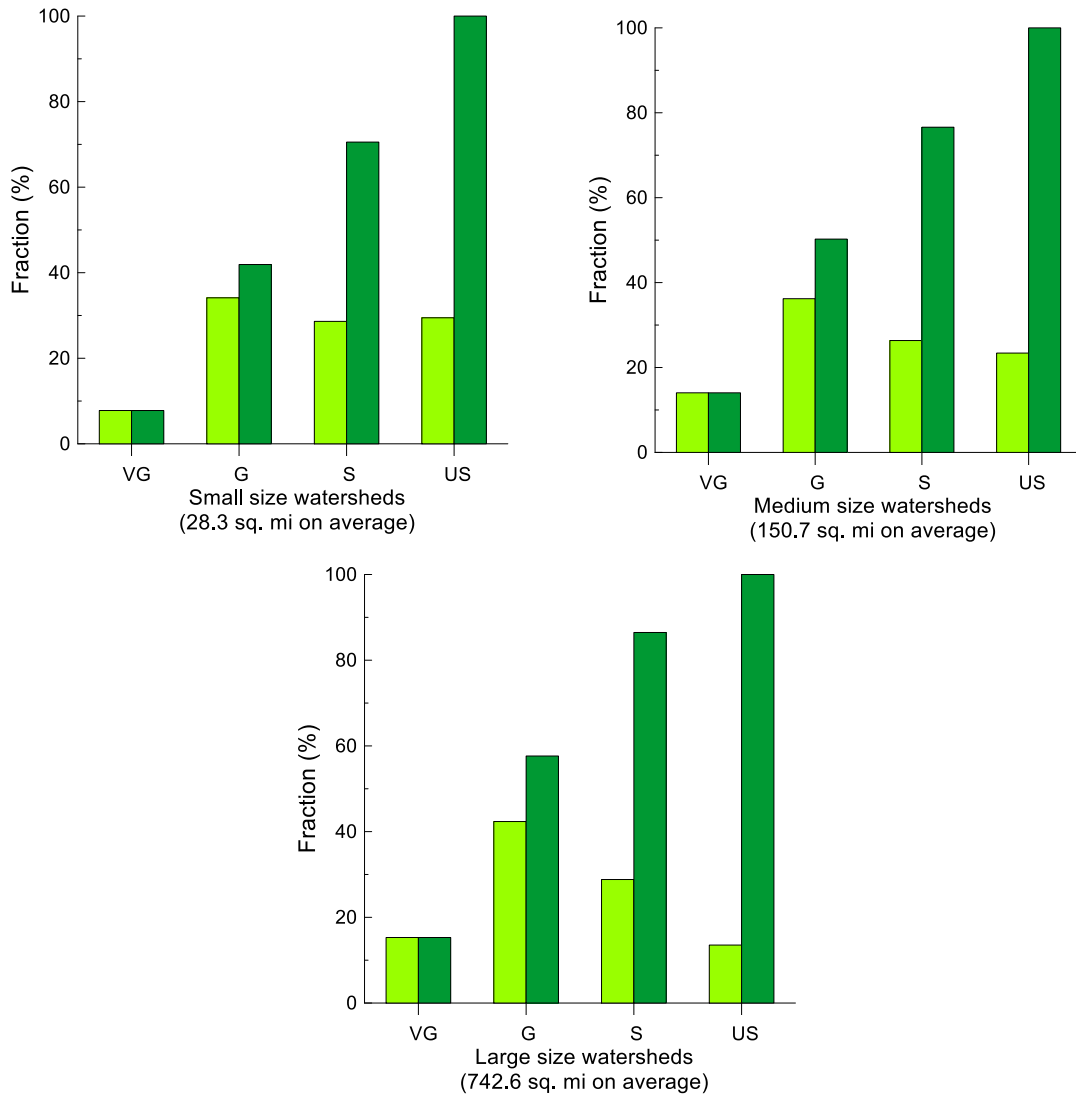 Fraction (%)
100
80
60
40
20
0
VG G S US
Small size watersheds
(28.3 sq. mi on average)
Fraction (%)
100
80
60
40
20
0
VG G S US
Medium size watersheds
(150.7 sq. mi on average)
Fraction (%)
100
80
60
40
20
0
VG G S US
Large size watersheds
(742.6 sq. mi on average)